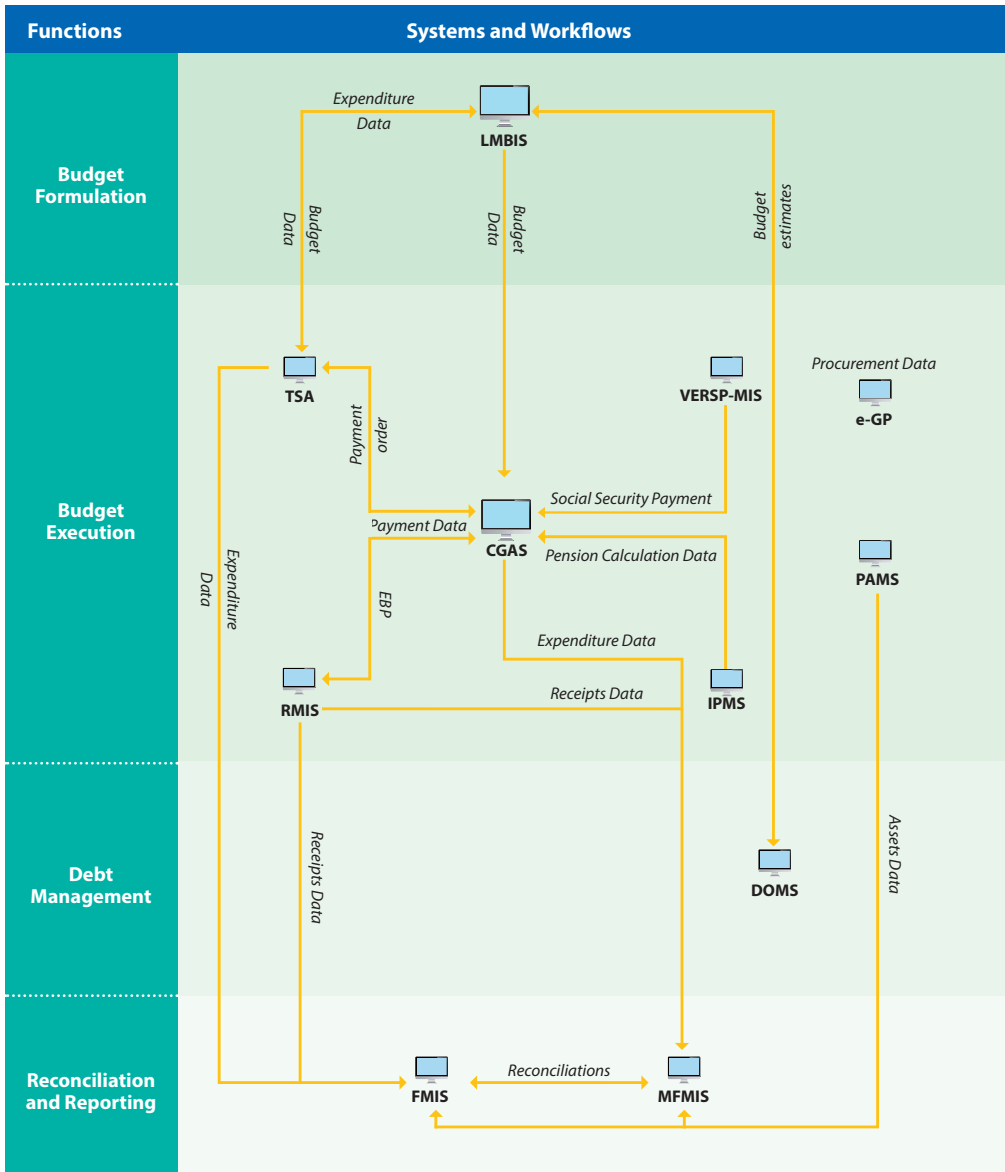 Functions
Systems and Workflows
Budget
Formulation
Expenditure
Data
LMBIS
Budget
Data
Budget
Data
Budget
estimates
Budget
Execution
TSA
VERSP-MIS
Procurement Data
e-GP
Payment
order
Social Security Payment
Payment Data
CGAS
Pension Calculation Data
PAMS
Expenditure
Data
EBP
Expenditure Data
RMIS
Receipts Data
IPMS
Debt
Management
Receipts Data
DOMS
Assets Data
Reconciliation
and Reporting
FMIS
Reconciliations
MFMIS